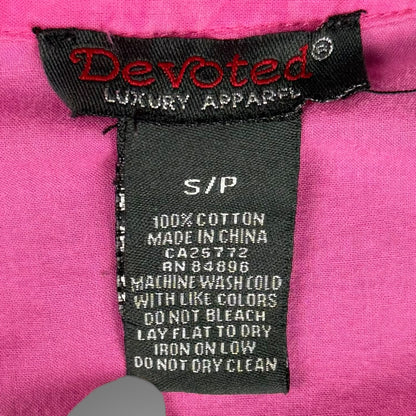 Devoted®
LUXURY APPAREL
S/P
100% COTTON
MADE IN CHINA
CA25772
RN 84896
MACHINE WASH COLD
WITH LIKE COLORS
DO NOT BLEACH
LAY FLAT TO DRY
IRON ON LOW
DO NOT DRY CLEAN